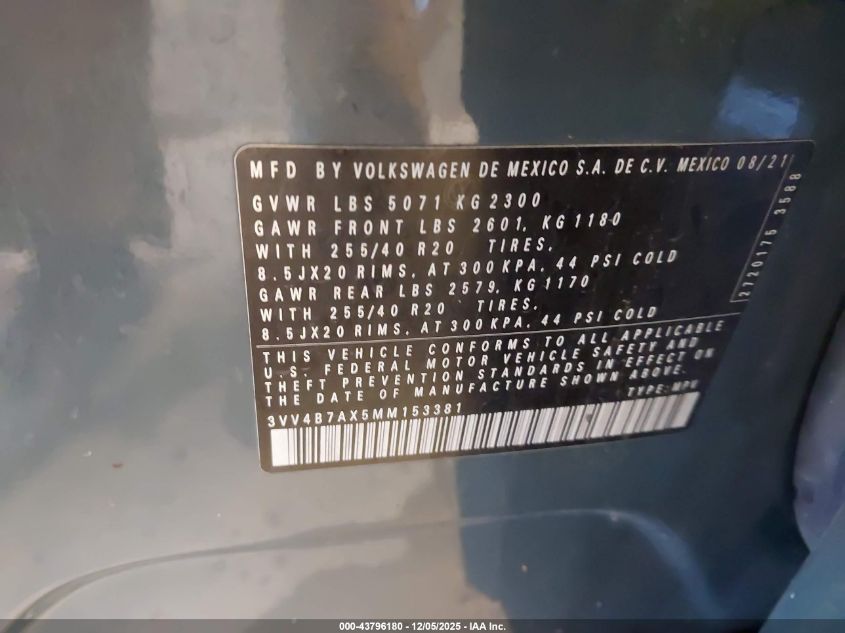 MFD BY VOLKSWAGEN DE MEXICO S.A. DE C.V. MEXICO 08/21
GVWR LBS 5071 KG 2300
GAWR FRONT LBS 2601, KG 1180
WITH 255/40 R20 TIRES,
8.5JX20 RIMS, AT 300 KPA, 44 PSI COLD
GAWR REAR LBS 2579, KG 1170
WITH 255/40 R20 TIRES,
8.5JX20 RIMS, AT 300 KPA, 44 PSI COLD
THIS VEHICLE CONFORMS TO ALL APPLICABLE
U.S. FEDERAL MOTOR VEHICLE SAFETY AND
THEFT PREVENTION STANDARDS IN EFFECT ON
THE DATE OF MANUFACTURE SHOWN ABOVE.
TYPE: MPV
3VV4B7AX5MM153381
2720175 3588
000-43796180 - 12/05/2025 - IAA Inc.